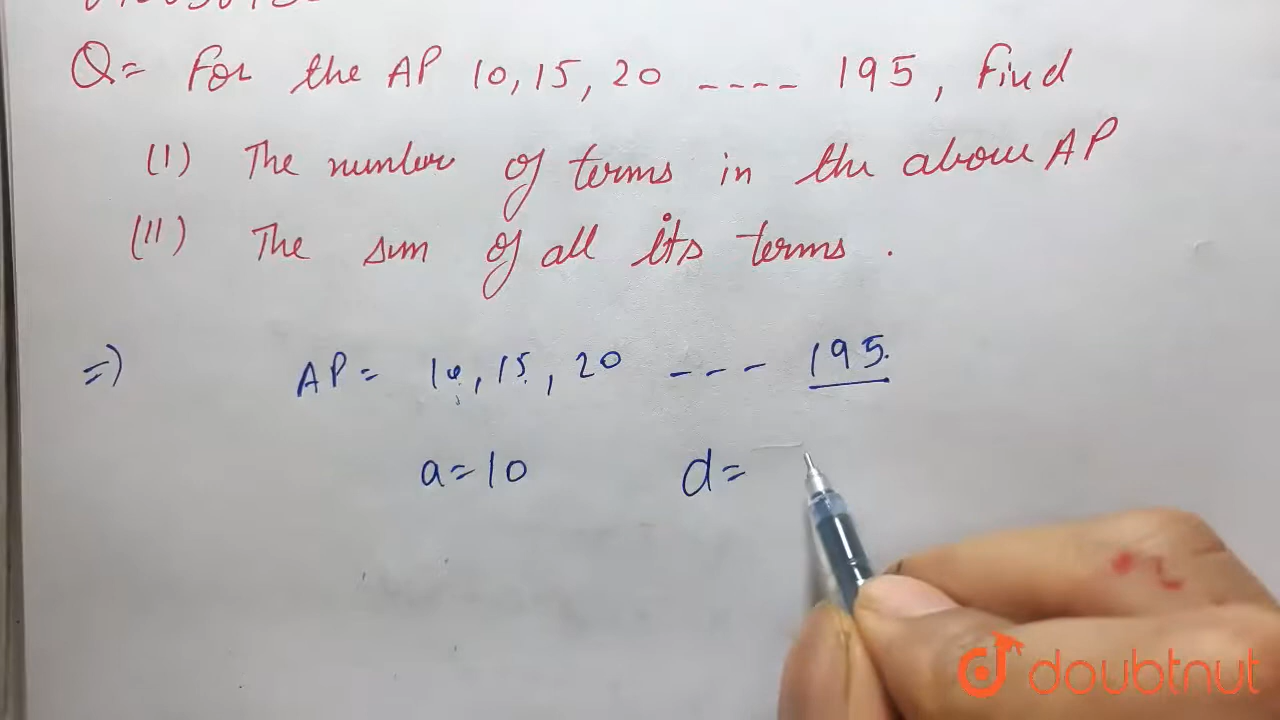 Q= For the AP 10, 15, 20 ---- 195, Find
(I) The number of terms in the above AP
(II) The sum of all its terms.
=) AP= 10, 15, 20 --- 195.
a=10 d=
doubtnut